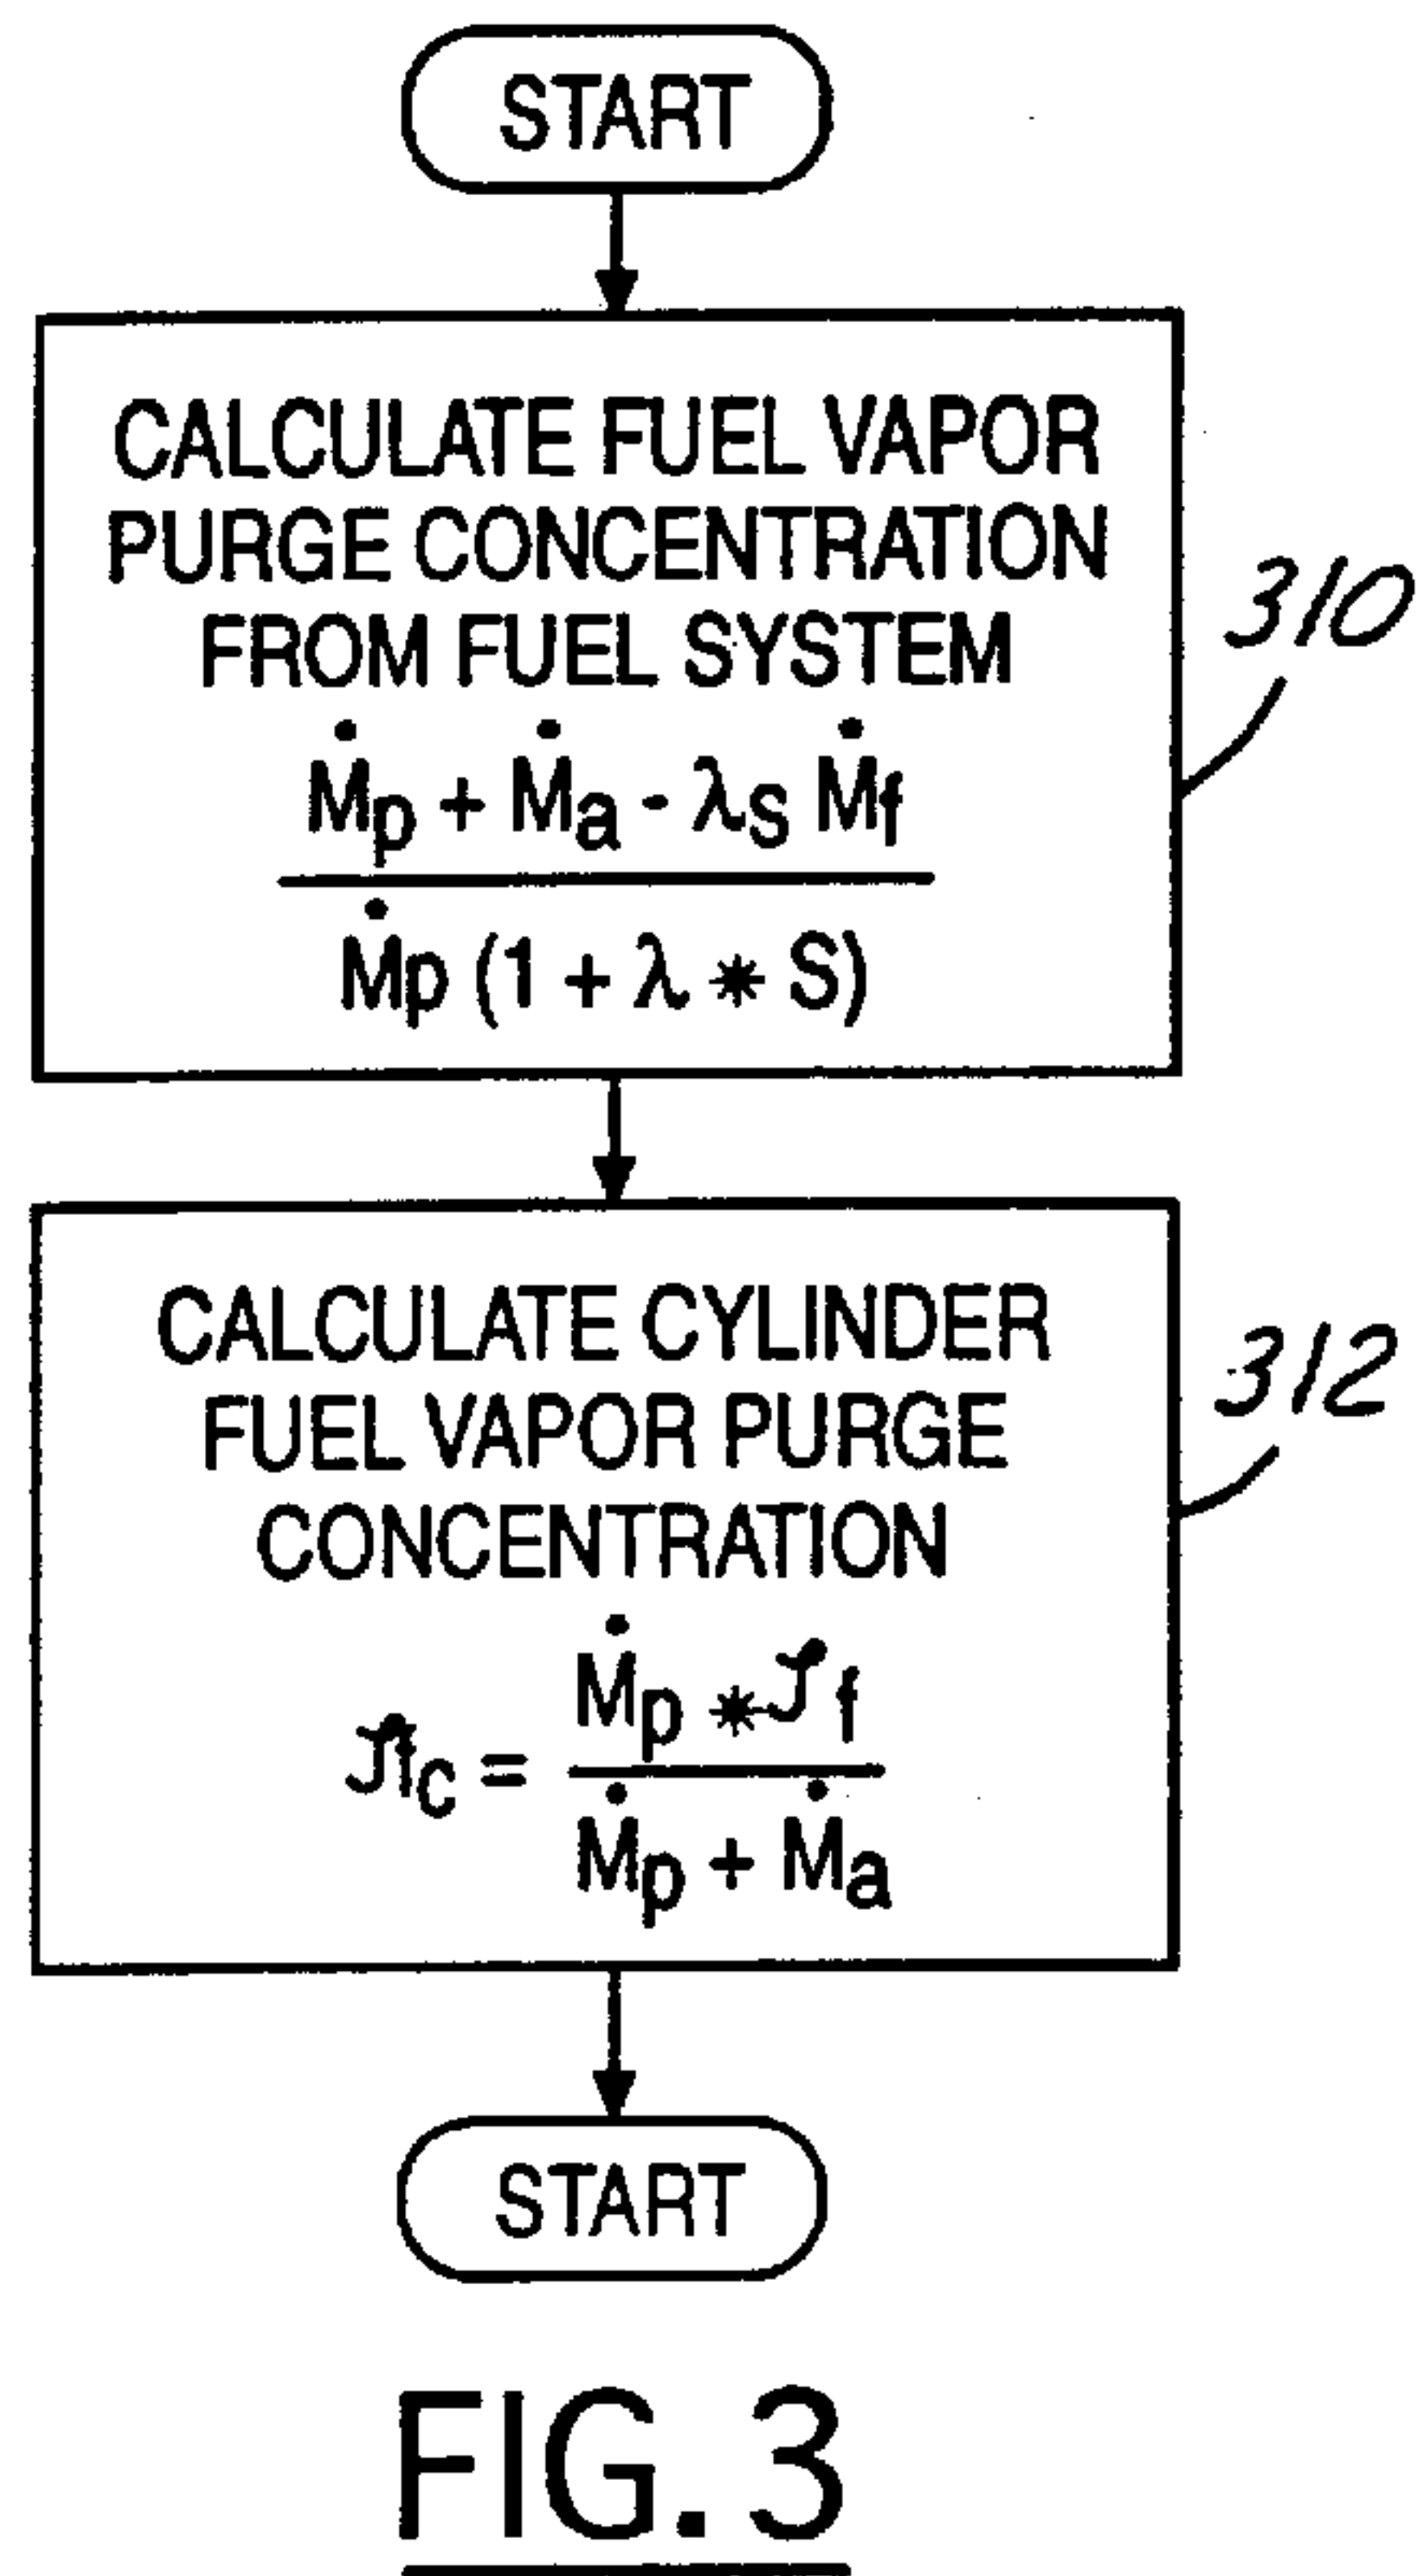 START
CALCULATE FUEL VAPOR
PURGE CONCENTRATION
FROM FUEL SYSTEM
Ṁp + Ṁa - λs Ṁf
Ṁp (1 + λ * S)
310
CALCULATE CYLINDER
FUEL VAPOR PURGE
CONCENTRATION
Ṁp * f
c =
Ṁp + Ṁa
312
START
FIG. 3